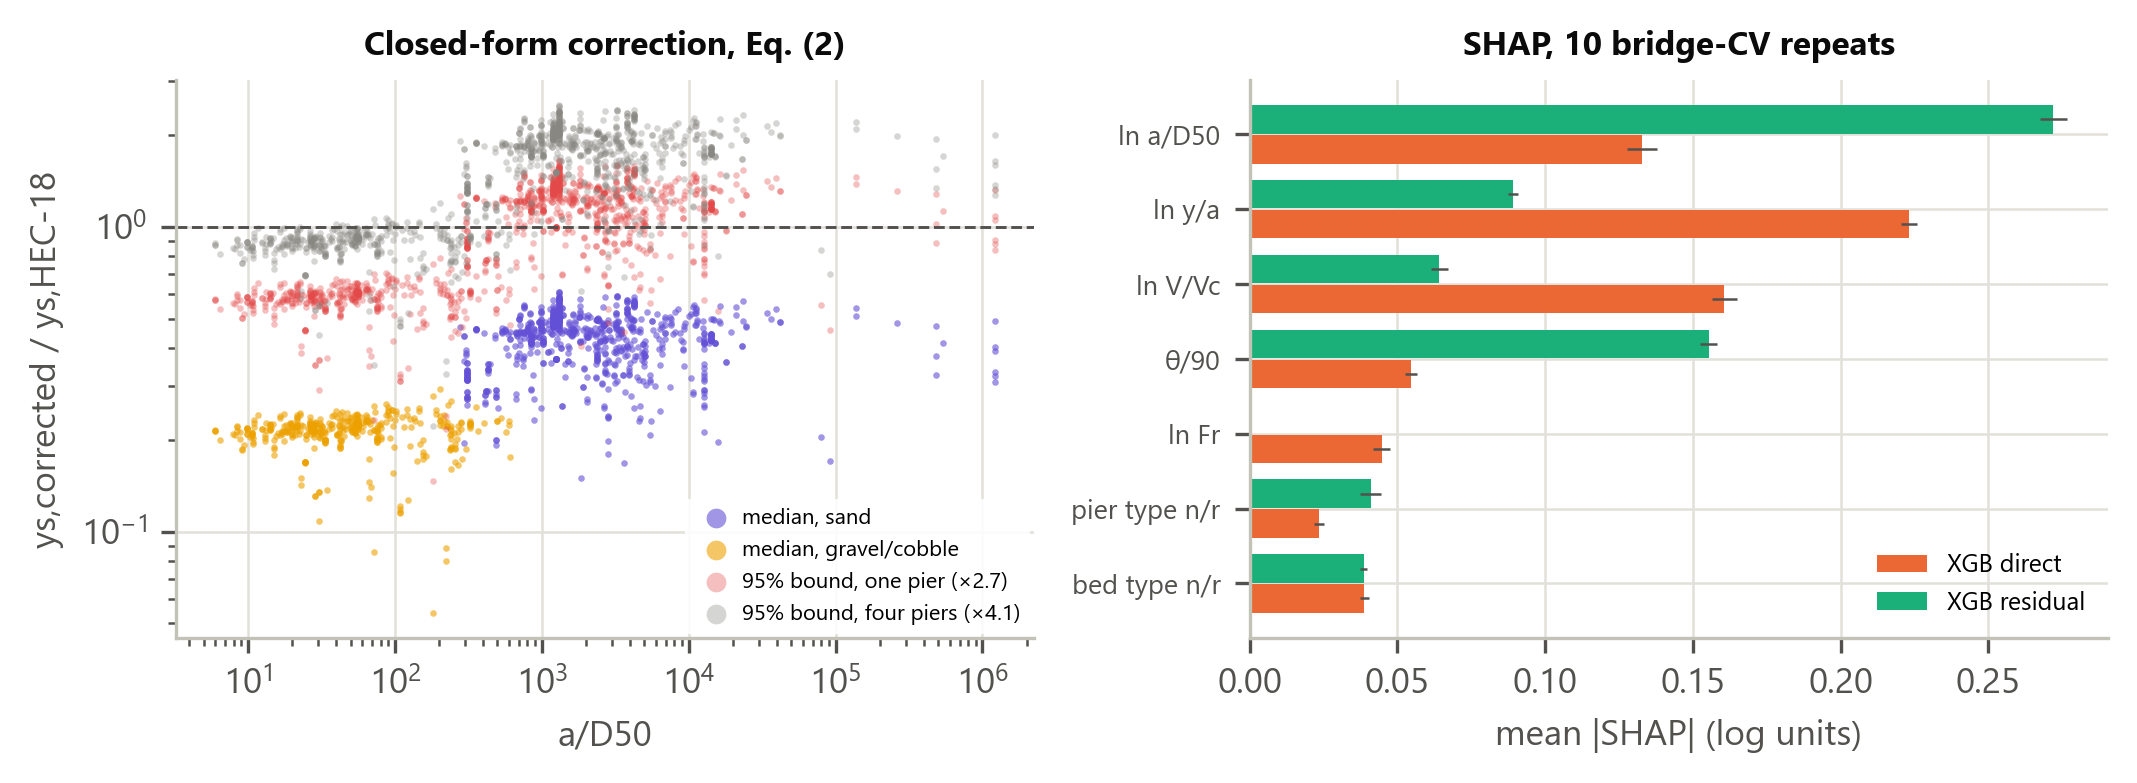 Closed-form correction, Eq. (2)
ys,corrected / ys,HEC-18
10⁰
10⁻¹
median, sand
median, gravel/cobble
95% bound, one pier (×2.7)
95% bound, four piers (×4.1)
10¹ 10² 10³ 10⁴ 10⁵ 10⁶
a/D50
SHAP, 10 bridge-CV repeats
ln a/D50
ln y/a
ln V/Vc
θ/90
ln Fr
pier type n/r
bed type n/r
XGB direct
XGB residual
0.00 0.05 0.10 0.15 0.20 0.25
mean |SHAP| (log units)